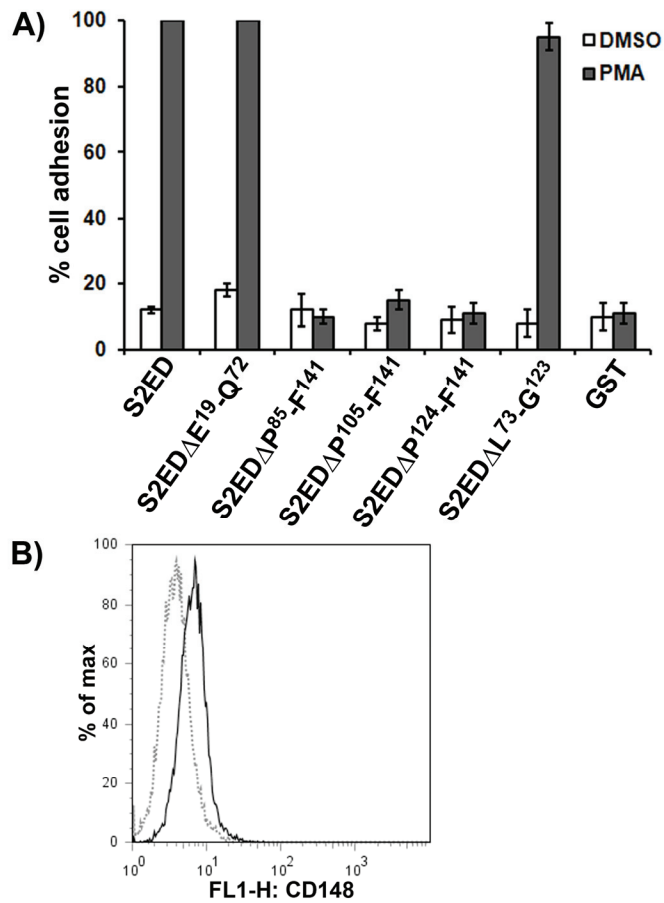 A)
100
80
60
40
20
0
% cell adhesion
DMSO
PMA
S2ED
S2EDΔE¹⁹-Q⁷²
S2EDΔP⁸⁵-F¹⁴¹
S2EDΔP¹⁰⁵-F¹⁴¹
S2EDΔP¹²⁴-F¹⁴¹
S2EDΔL⁷³-G¹²³
GST
B)
100
80
60
40
20
0
% of max
10⁰ 10¹ 10² 10³
FL1-H: CD148